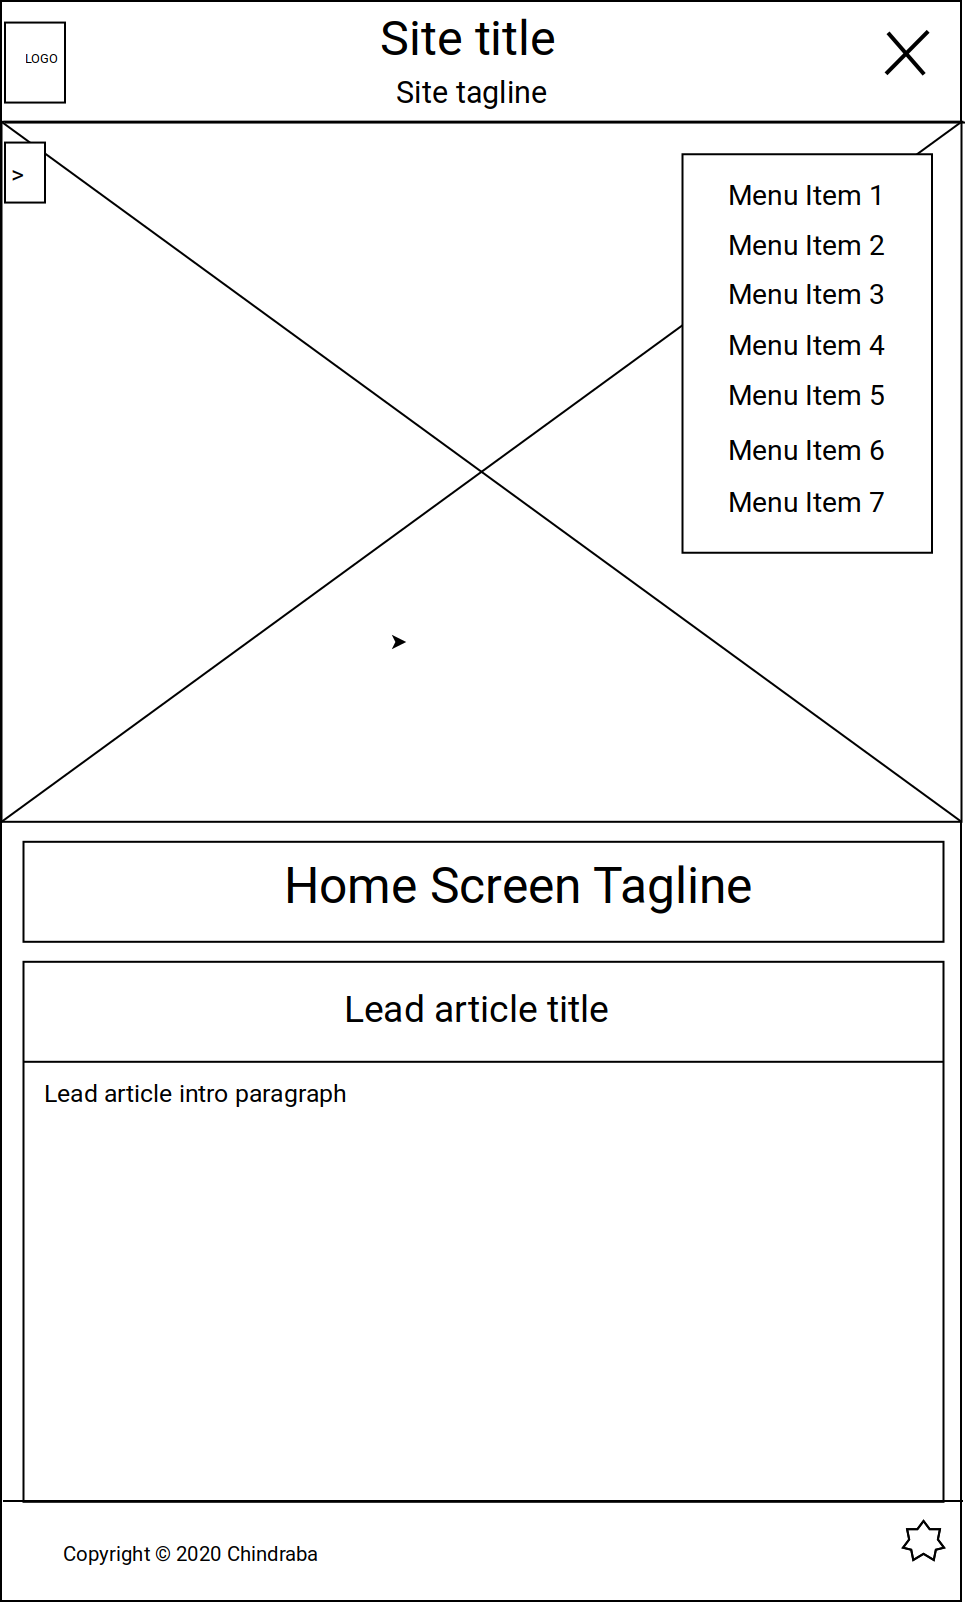 LOGO
Site title
Site tagline
>
Menu Item 1
Menu Item 2
Menu Item 3
Menu Item 4
Menu Item 5
Menu Item 6
Menu Item 7
Home Screen Tagline
Lead article title
Lead article intro paragraph
Copyright © 2020 Chindraba